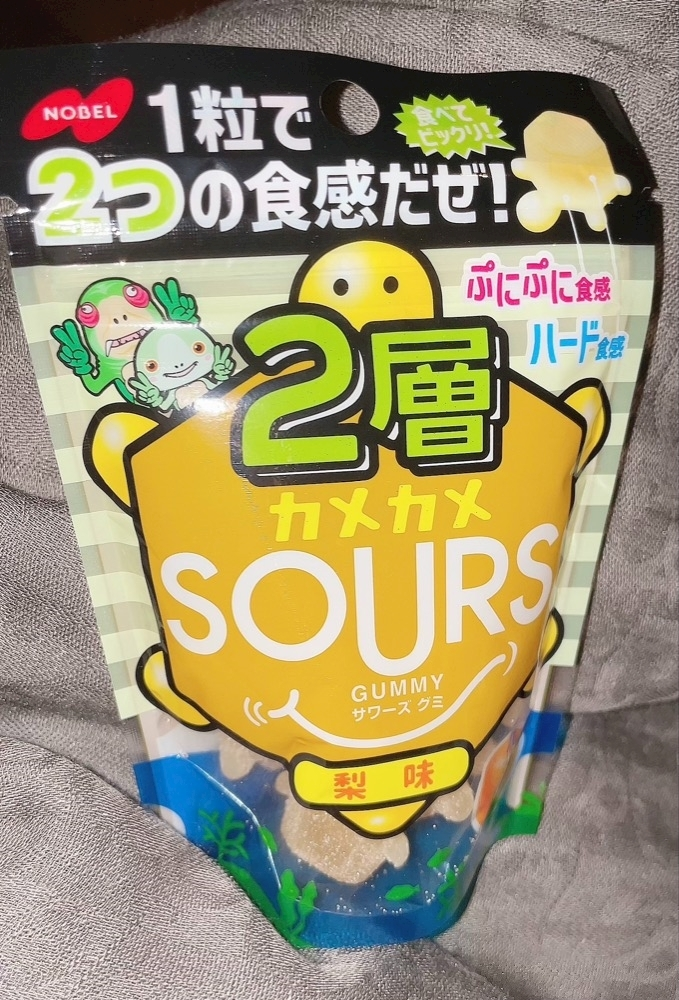 NOBEL
1粒で
2つの食感だぜ!
食べて
ビックリ!
ぷにぷに食感
ハード食感
2層
カメカメ
SOURS
GUMMY
サワーズ グミ
梨味